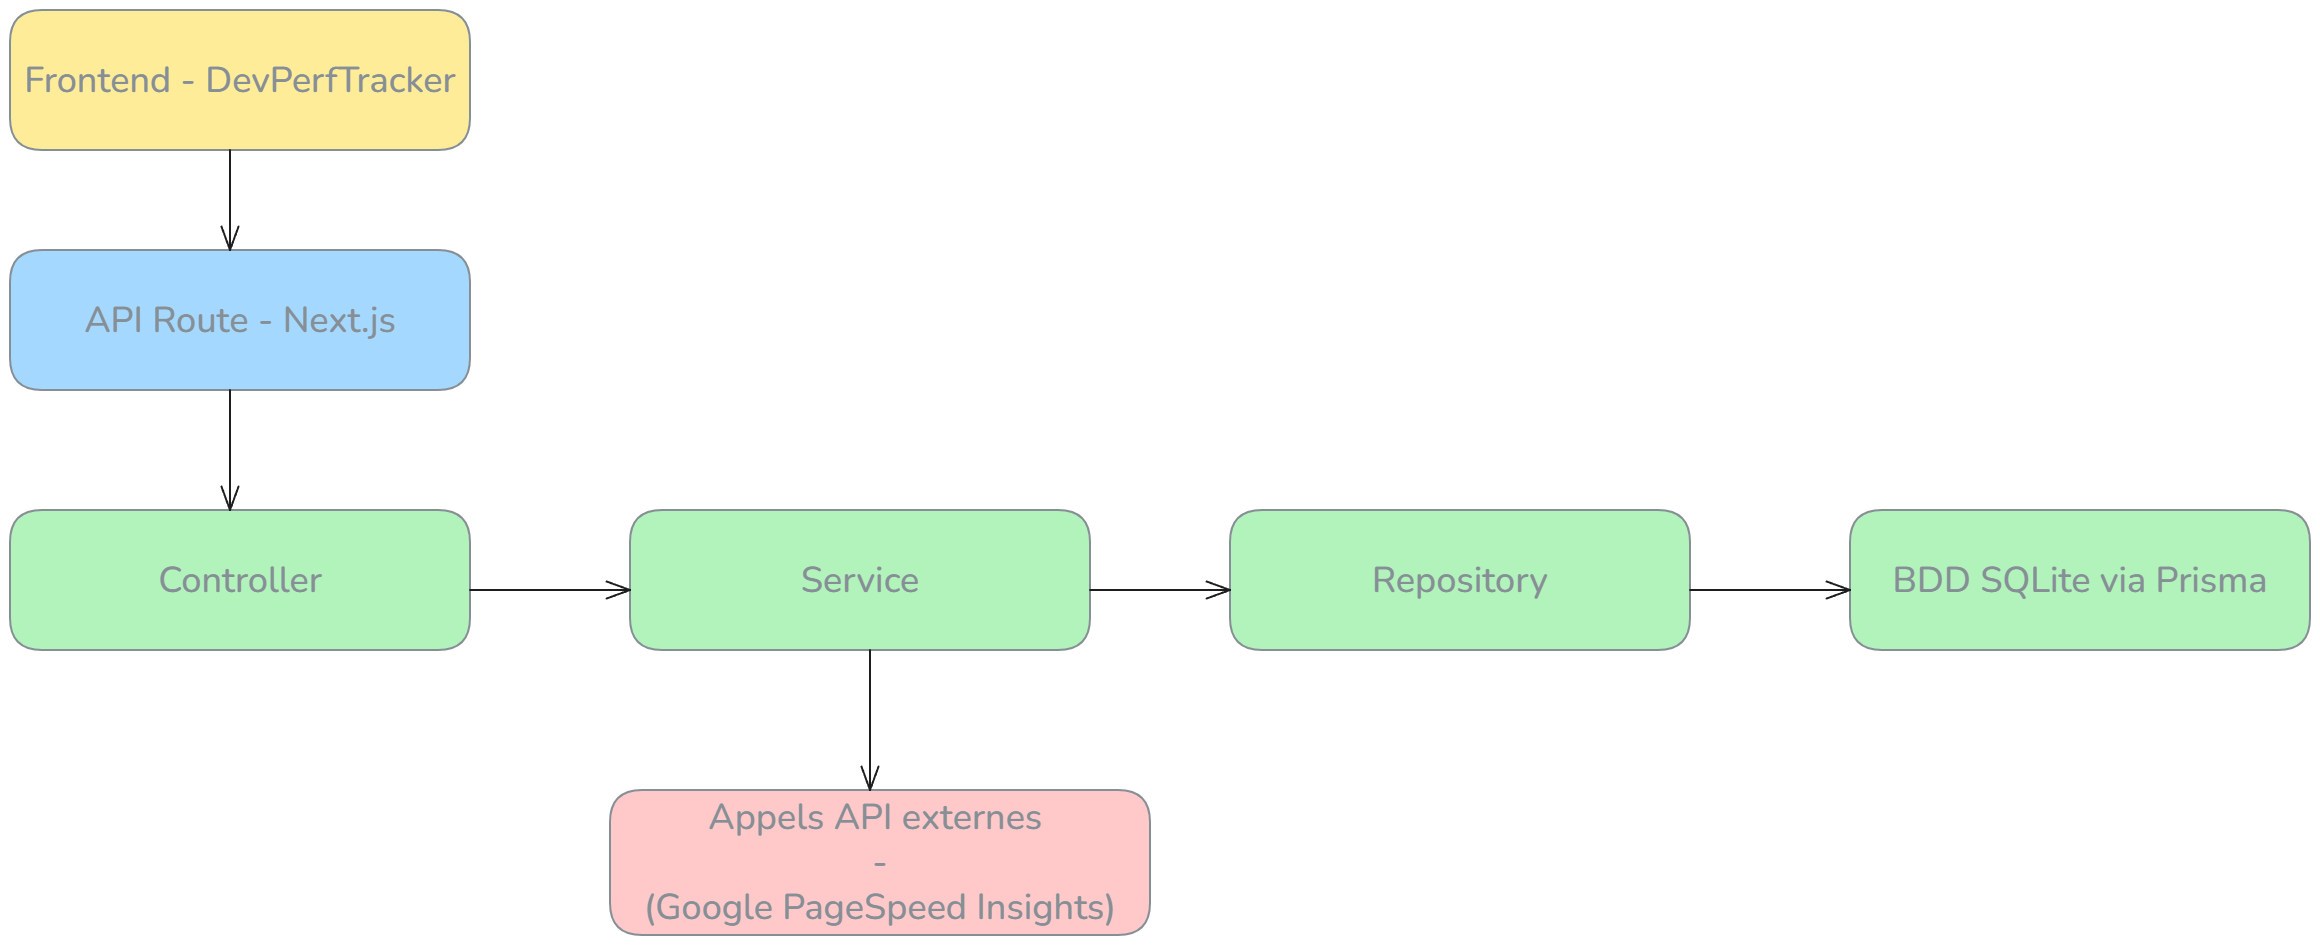 Frontend - DevPerfTracker
API Route - Next.js
Controller
Service
Repository
BDD SQLite via Prisma
Appels API externes
-
(Google PageSpeed Insights)